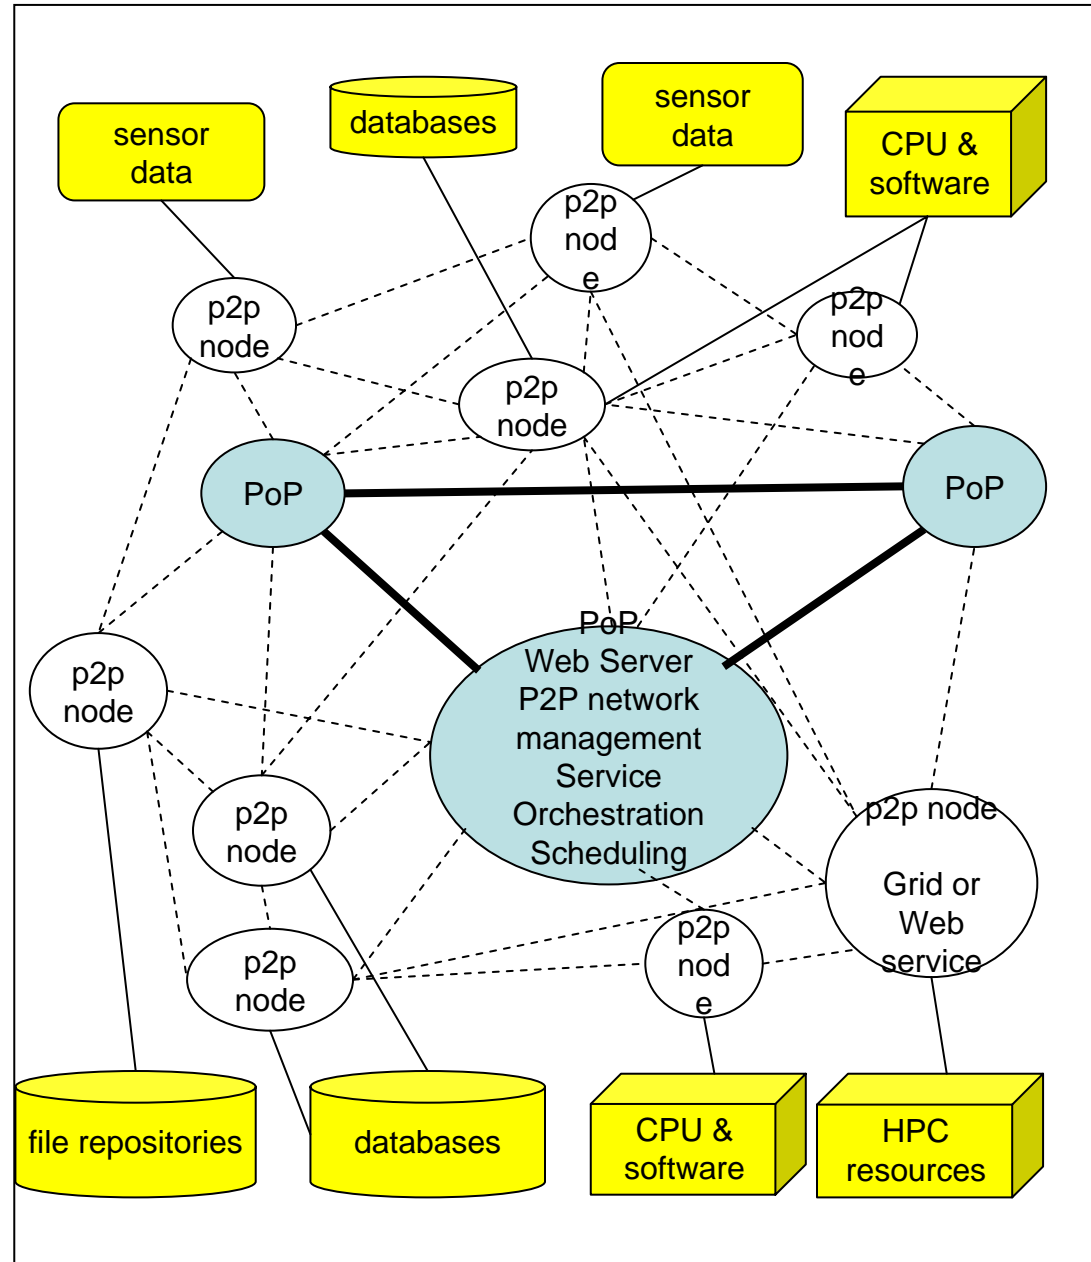 sensor
data
databases
sensor
data
CPU &
software
p2p
nod
e
p2p
node
p2p
nod
e
p2p
node
PoP
PoP
PoP
Web Server
P2P network
management
Service
Orchestration
Scheduling
p2p
node
p2p
node
p2p node
Grid or
Web
service
p2p
nod
e
p2p
node
file repositories
databases
CPU &
software
HPC
resources